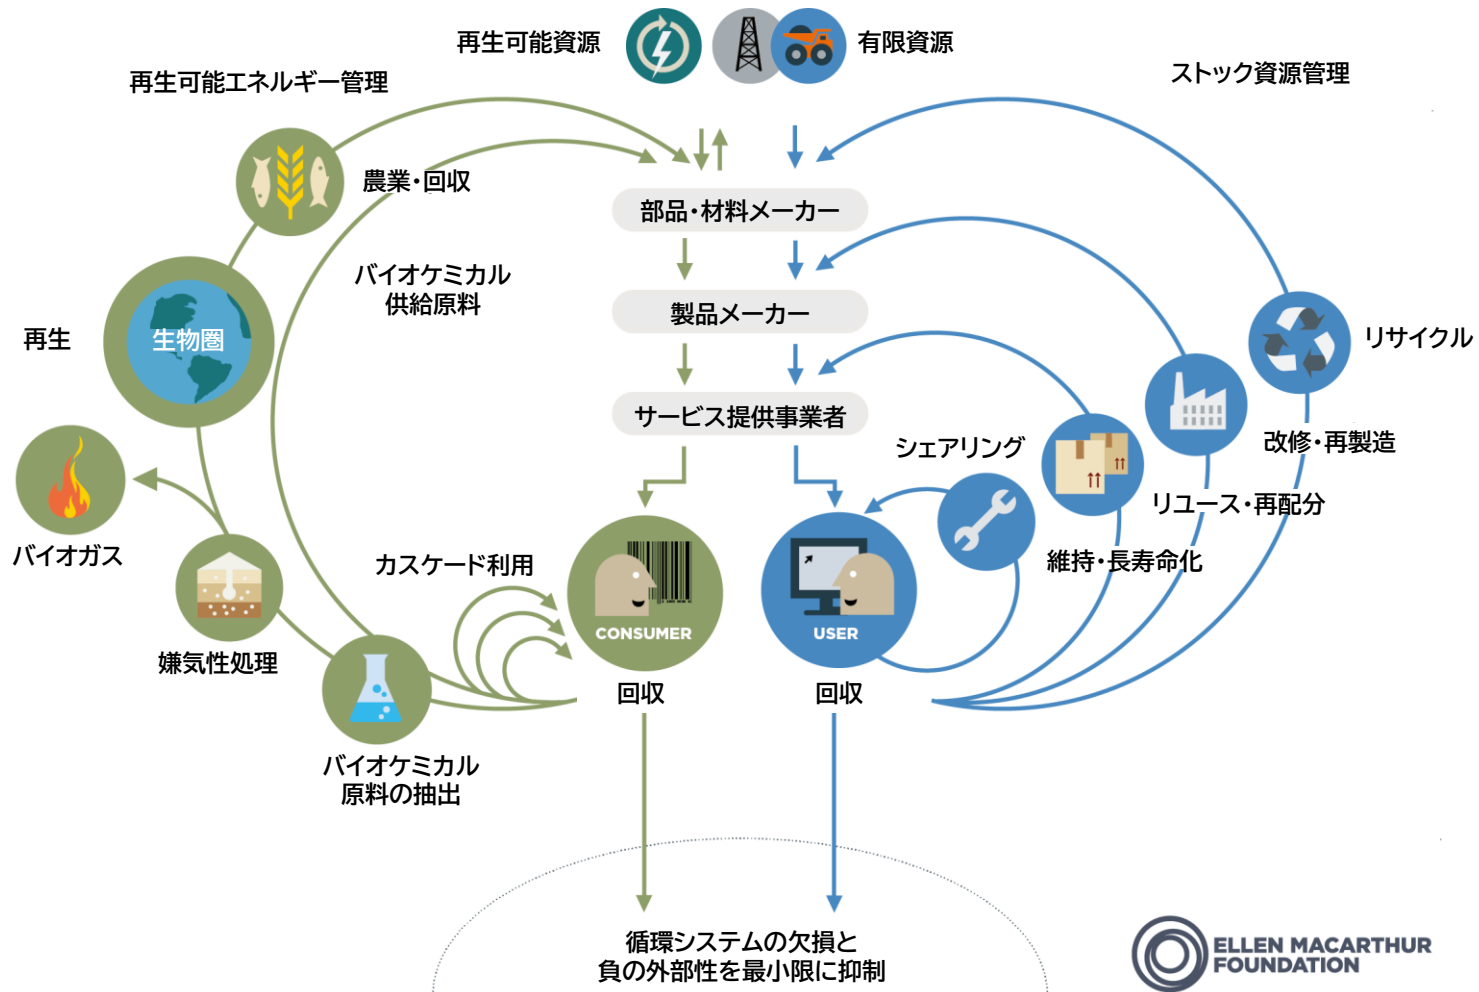 再生可能資源
有限資源
再生可能エネルギー管理
ストック資源管理
農業・回収
部品・材料メーカー
バイオケミカル
供給原料
製品メーカー
再生
生物圏
リサイクル
サービス提供事業者
シェアリング
改修・再製造
リユース・再配分
バイオガス
カスケード利用
維持・長寿命化
CONSUMER
USER
嫌気性処理
回収
回収
バイオケミカル
原料の抽出
循環システムの欠損と
負の外部性を最小限に抑制
ELLEN MACARTHUR
FOUNDATION